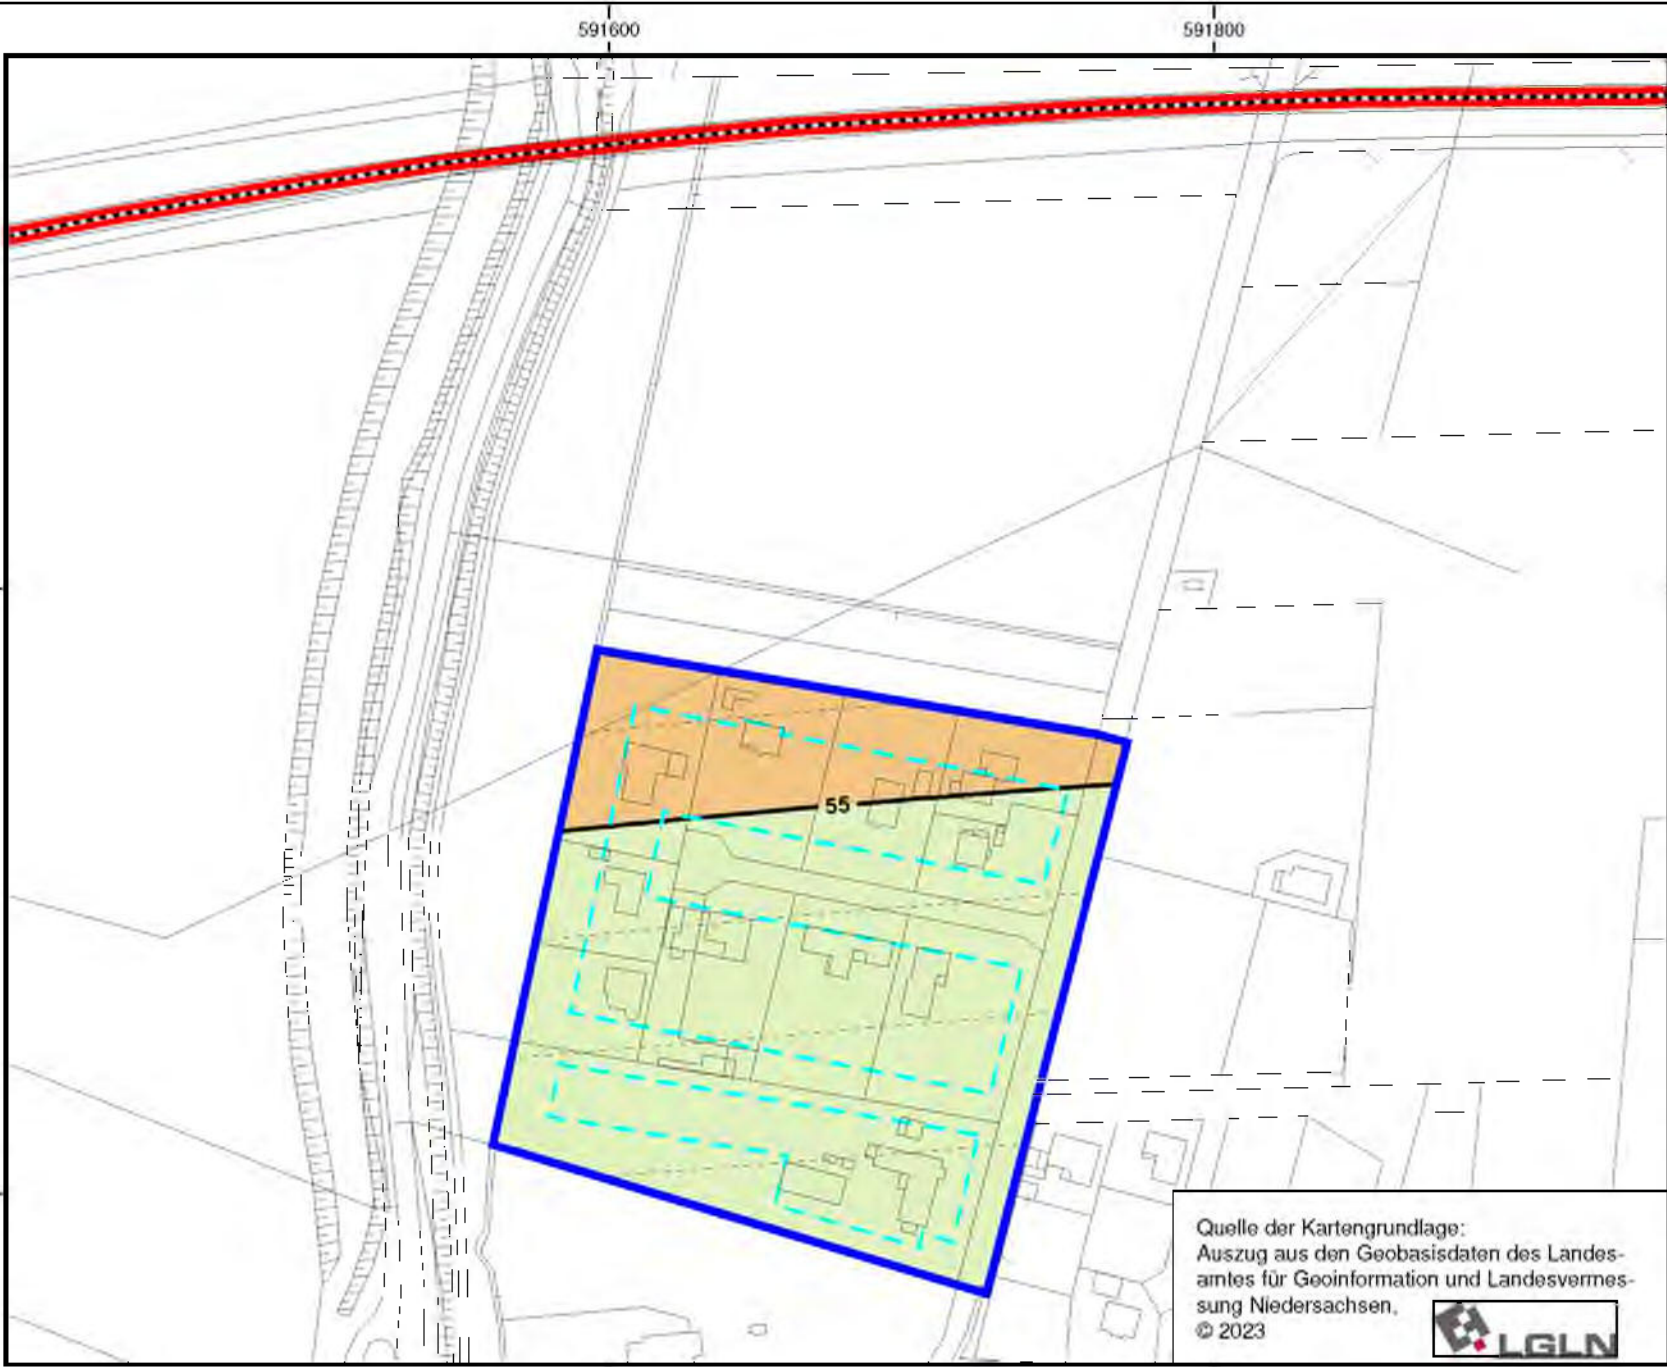 591600
591800
55
Quelle der Kartengrundlage:
Auszug aus den Geobasisdaten des Landes-
amtes für Geoinformation und Landesvermes-
sung Niedersachsen,
© 2023
LGLN